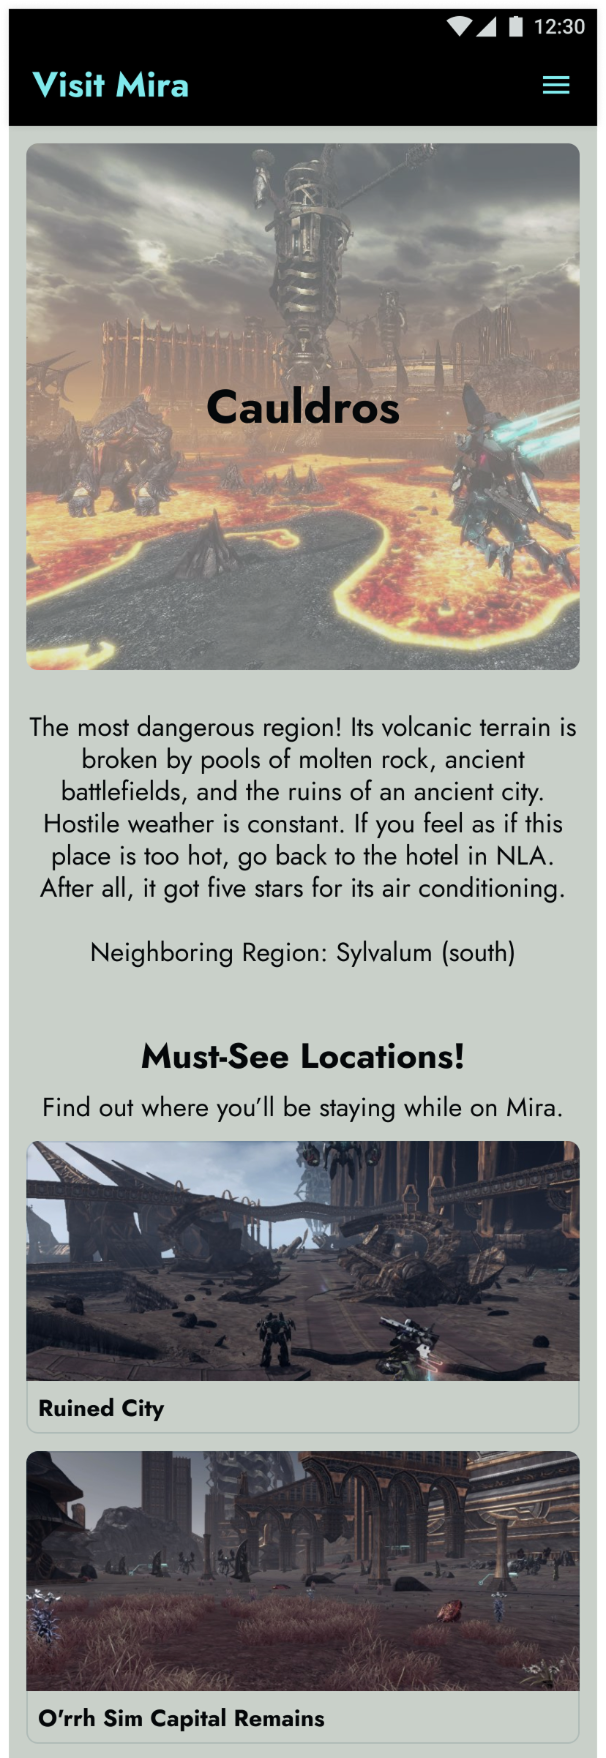 12:30
Visit Mira
Cauldros
The most dangerous region! Its volcanic terrain is
broken by pools of molten rock, ancient
battlefields, and the ruins of an ancient city.
Hostile weather is constant. If you feel as if this
place is too hot, go back to the hotel in NLA.
After all, it got five stars for its air conditioning.
Neighboring Region: Sylvalum (south)
Must-See Locations!
Find out where you’ll be staying while on Mira.
Ruined City
O'rrh Sim Capital Remains